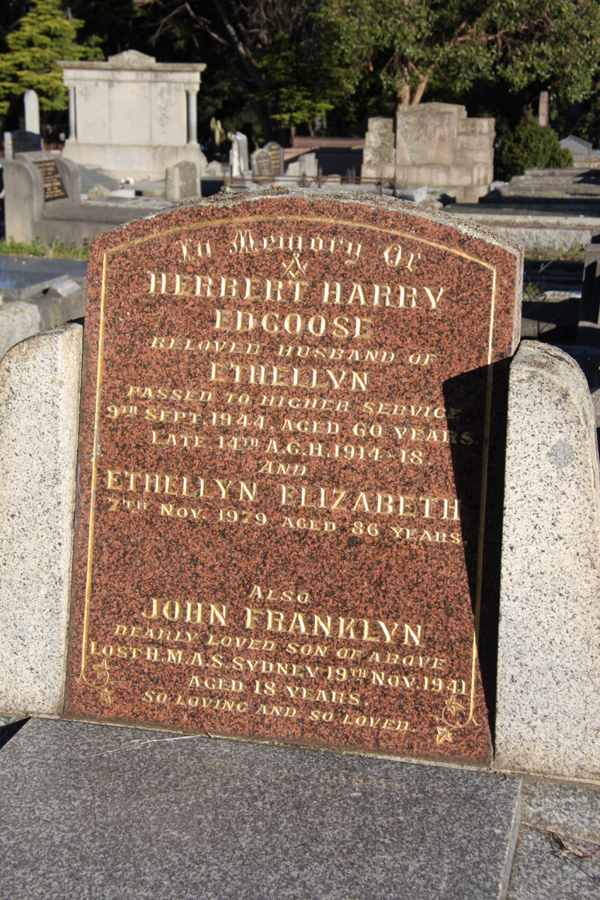 In Memory Of
HERBERT HARRY
EDGOOSE
BELOVED HUSBAND OF
ETHELLYN
PASSED TO HIGHER SERVICE
9TH SEPT. 1944. AGED 60 YEARS.
LATE 14TH A.G.H. 1914-18.
AND
ETHELLYN ELIZABETH
7TH NOV. 1979 AGED 86 YEARS.
ALSO
JOHN FRANKLYN
DEARLY LOVED SON OF ABOVE
LOST H.M.A.S. SYDNEY 19TH NOV. 1941
AGED 18 YEARS.
SO LOVING AND SO LOVED.